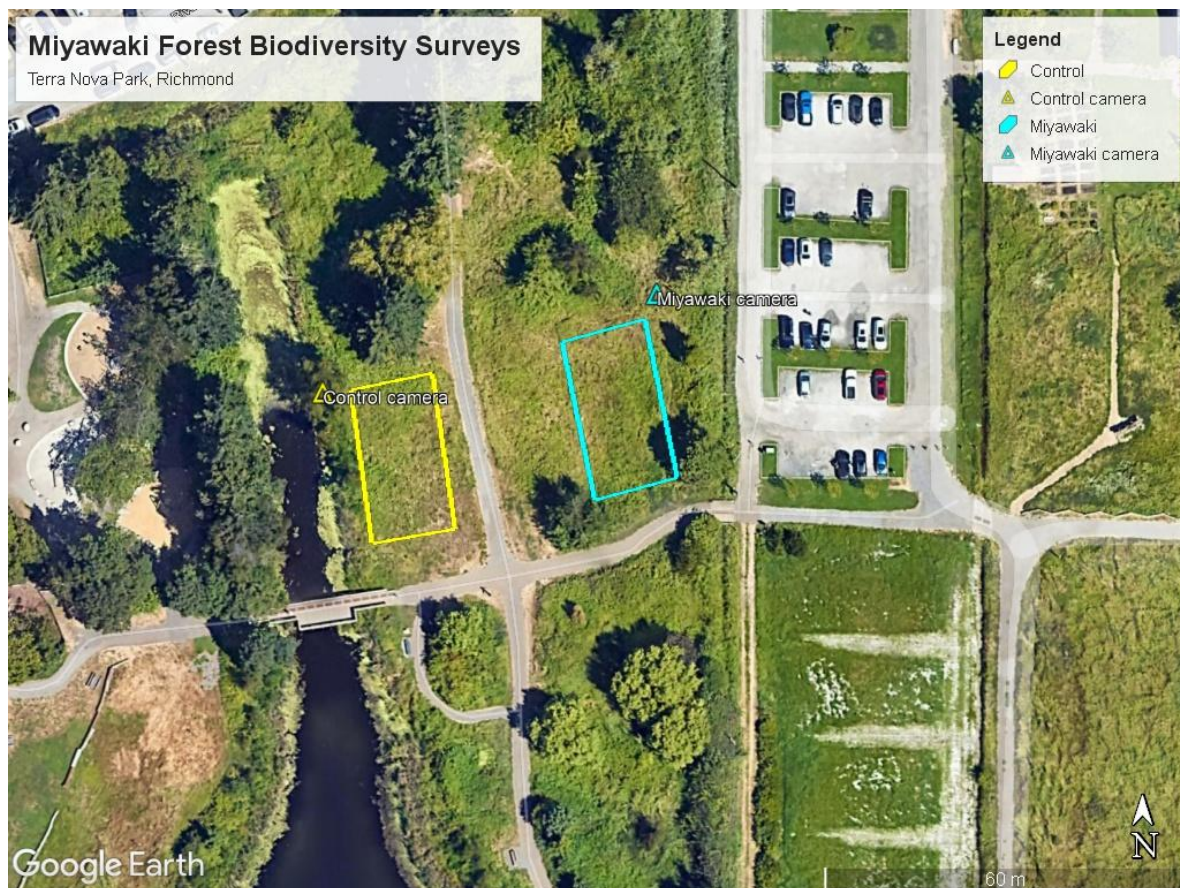 Miyawaki Forest Biodiversity Surveys
Terra Nova Park, Richmond
Legend
Control
Control camera
Miyawaki
Miyawaki camera
Miyawaki camera
Control camera
N
Google Earth
60 m